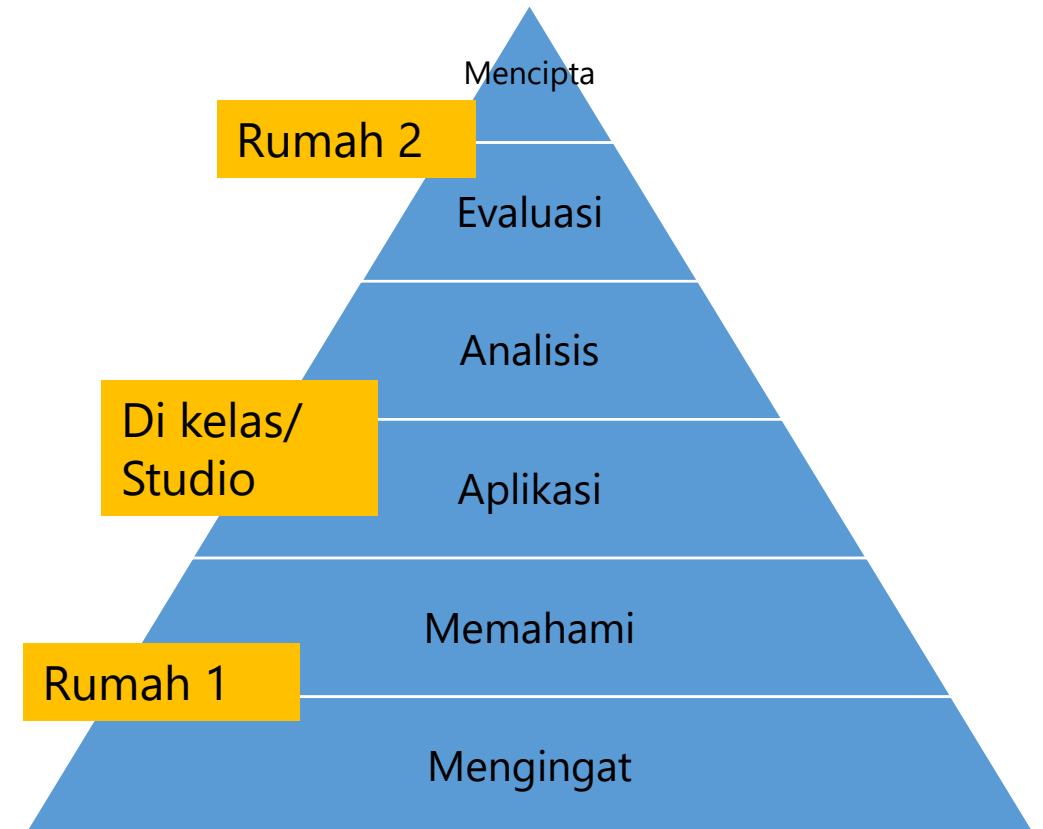 Mencipta
Rumah 2
Evaluasi
Analisis
Di kelas/
Studio
Aplikasi
Memahami
Rumah 1
Mengingat